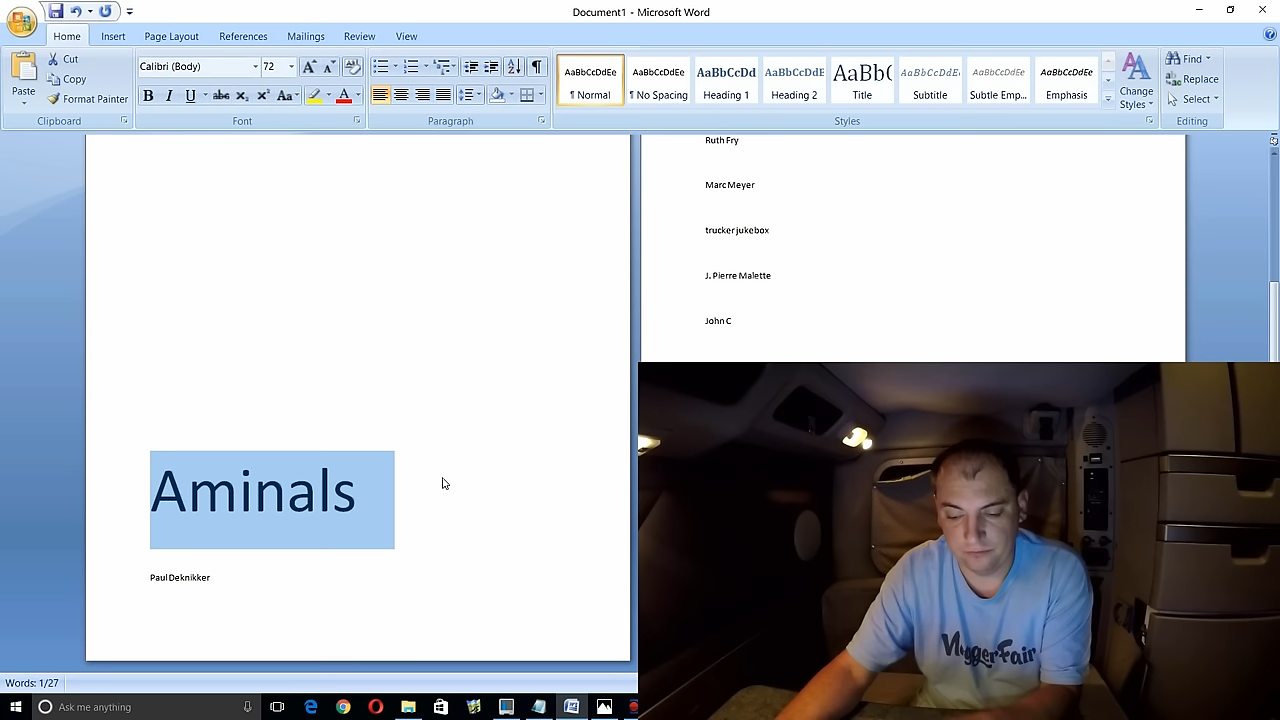 Document1 - Microsoft Word
Home Insert Page Layout References Mailings Review View
Paste
Cut
Copy
Format Painter
Clipboard
Calibri (Body) 72
Font
Paragraph
AaBbCcDdEe AaBbCcDdEe AaBbCcDd AaBbCcDdE AaBb( AaBbCcDdE AaBbCcDdEe AaBbCcDdEe
¶ Normal ¶ No Spacing Heading 1 Heading 2 Title Subtitle Subtle Emp... Emphasis
Change
Styles
Styles
Find
Replace
Select
Editing
Aminals
Paul Deknikker
Ruth Fry
Marc Meyer
trucker jukebox
J. Pierre Malette
John C
VloggerFair
Words: 1/27
Ask me anything